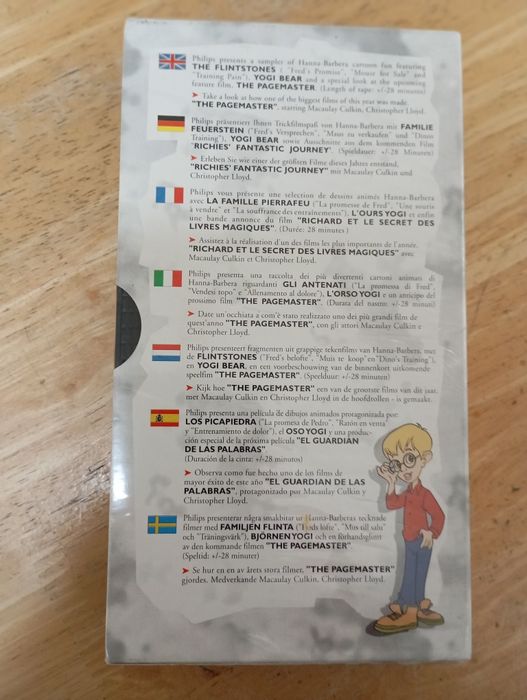 Philips presents a sampler of Hanna-Barbera cartoon fun featuring
THE FLINTSTONES ( "Fred's Promise", "Mouse for Sale" and
"Training Pain"), YOGI BEAR and a special look at the upcoming
feature film, THE PAGEMASTER. (Length of tape: +/-28 minutes)
➤ Take a look at how one of the biggest films of this year was made,
"THE PAGEMASTER", starring Macaulay Culkin, Christopher Lloyd.
Philips präsentiert Ihnen Trickfilmspaß von Hanna-Barbera mit FAMILIE
FEUERSTEIN ("Fred's Versprechen", "Maus zu verkaufen" und "Dinos
Training"), YOGI BEAR sowie Ausschnitte aus dem kommenden Film
"RICHIES' FANTASTIC JOURNEY". (Spieldauer: +/-28 Minuten)
➤ Erleben Sie wie einer der größten Filme dieses Jahres entstand,
"RICHIES' FANTASTIC JOURNEY" mit Macaulay Culkin und
Christopher Lloyd.
Philips vous présente une selection de dessins animés Hanna-Barbera
avec LA FAMILLE PIERRAFEU ("La promesse de Fred", "Une souris
à vendre" et "La souffrance des entraînements"), L'OURS YOGI et enfin
une bande annonce du film "RICHARD ET LE SECRET DES
LIVRES MAGIQUES". (Durée: 28 minutes )
➤ Assistez à la réalisation d'un des films les plus importants de l'année,
"RICHARD ET LE SECRET DES LIVRES MAGIQUES" avec
Macaulay Culkin et Christopher Lloyd.
Philips presenta una raccolta dei più divertenti cartoni animati di
Hanna-Barbera riguardanti GLI ANTENATI ("La promessa di Fred",
"Vendesi topo" e "Allenamento al dolore"), L'ORSO YOGI e un anticipo del
prossimo film "THE PAGEMASTER". (Durata del nastro: +/-28 minuti)
➤ Date un'occhiata a com'è stato realizzato uno dei più grandi film de
quest'anno "THE PAGEMASTER", con gli attori Macaulay Culkin e
Christopher Lloyd.
Philips presenteert fragmenten uit grappige tekenfilms van Hanna-Barbera, met
de FLINTSTONES ("Fred's belofte", "Muis te koop" en "Dino's Training"),
en YOGI BEAR, en een voorbeschouwing van de binnenkort uitkomende
speelfim "THE PAGEMASTER". (Speelduur: +/-28 minuten)
➤ Kijk hoe "THE PAGEMASTER" een van de grootste films van dit jaar,
met Macaulay Culkin en Christopher Lloyd in de hoofdrollen - is gemaakt.
Philips presenta una película de dibujos animados protagonizada por:
LOS PICAPIEDRA ("La promesa de Pedro", "Ratón en venta"
y "Entrenamiento de dolor"), el OSO YOGI y una produc-
ción especial de la próxima película "EL GUARDIAN
DE LAS PALABRAS".
(Duración de la cinta: +/-28 minutos)
➤ Observa como fue hecho uno de los films de
mayor éxito de este año "EL GUARDIAN DE LAS
PALABRAS", protagonizado por Macaulay Culkin y
Christopher Lloyd.
Philips presenterar några smakbitar ur Hanna-Barberas tecknade
filmer med FAMILJEN FLINTA ("Freds löfte", "Mus till salu"
och "Träningsvärk"), BJÖRNEN YOGI och en förhandsglimt
av den kommande filmen "THE PAGEMASTER".
(Speltid: +/-28 minuter)
➤ Se hur en en av årets stora filmer, "THE PAGEMASTER"
gjordes. Medverkande Macaulay Culkin, Christopher Lloyd.